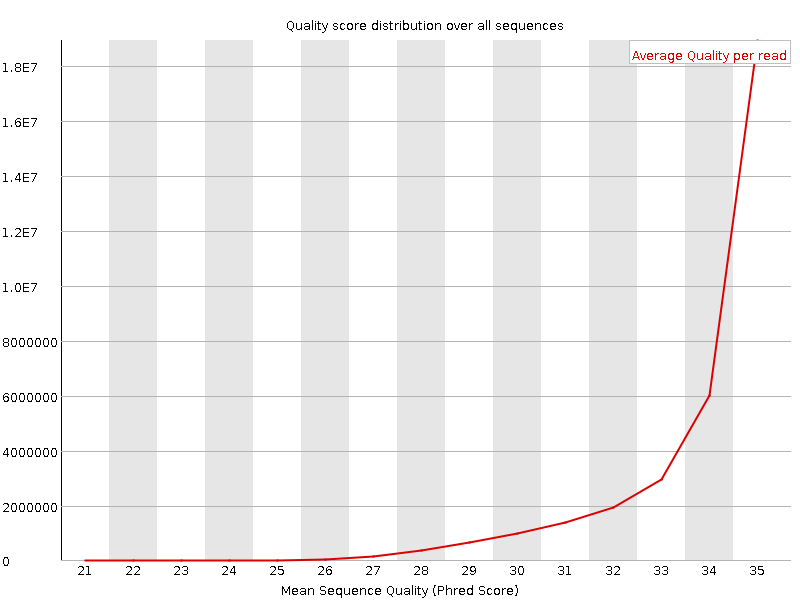 Quality score distribution over all sequences
Average Quality per read
1.8E7
1.6E7
1.4E7
1.2E7
1.0E7
8000000
6000000
4000000
2000000
0
21 22 23 24 25 26 27 28 29 30 31 32 33 34 35
Mean Sequence Quality (Phred Score)